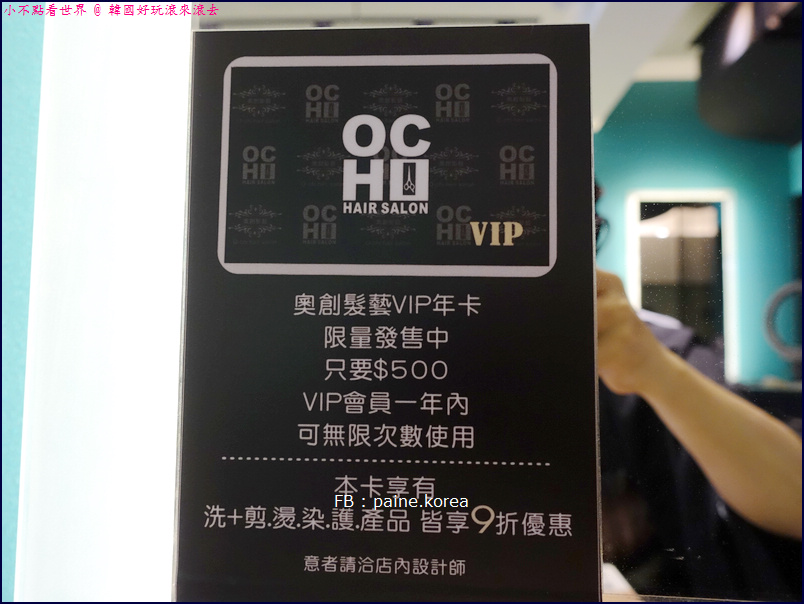 小不點看世界 @ 韓國好玩滾來滾去
OCHO
HAIR SALON
VIP
奧創髮藝VIP年卡
限量發售中
只要$500
VIP會員一年內
可無限次數使用
本卡享有
FB : paine.korea
洗+剪.燙.染.護.產品 皆享9折優惠
意者請洽店內設計師